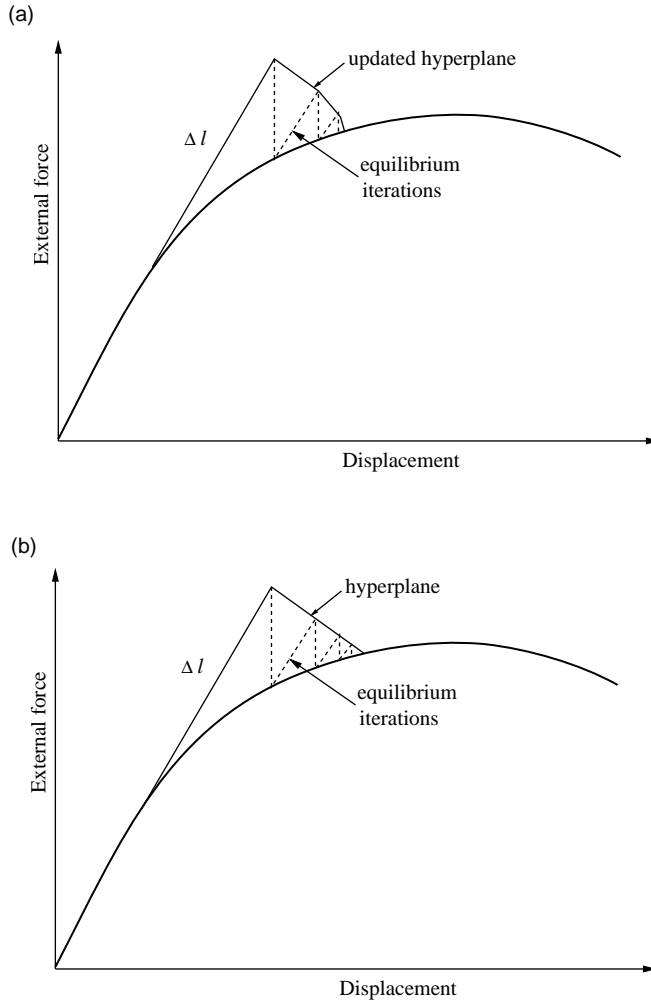 (a)
updated hyperplane
Δ l
equilibrium
iterations
External force
Displacement
(b)
hyperplane
Δ l
equilibrium
iterations
External force
Displacement